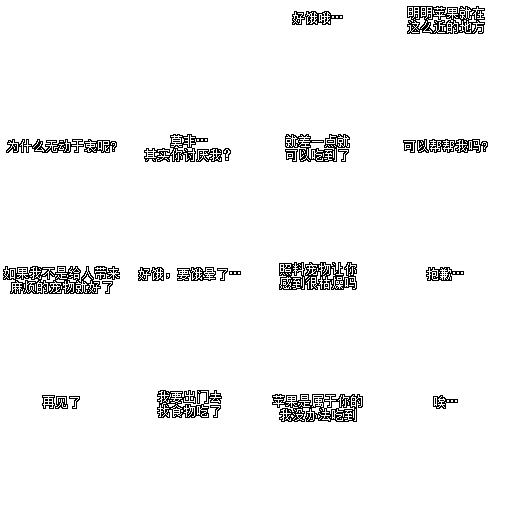 好饿哦…
明明苹果就在
这么近的地方
为什么无动于衷呢?
莫非…
其实你讨厌我?
就差一点就
可以吃到了
可以帮帮我吗?
如果我不是给人带来
麻烦的宠物就好了
好饿，要饿晕了…
照料宠物让你
感到很枯燥吗
抱歉…
再见了
我要出门去
找食物吃了
苹果是属于你的
我没办法吃到
唉…